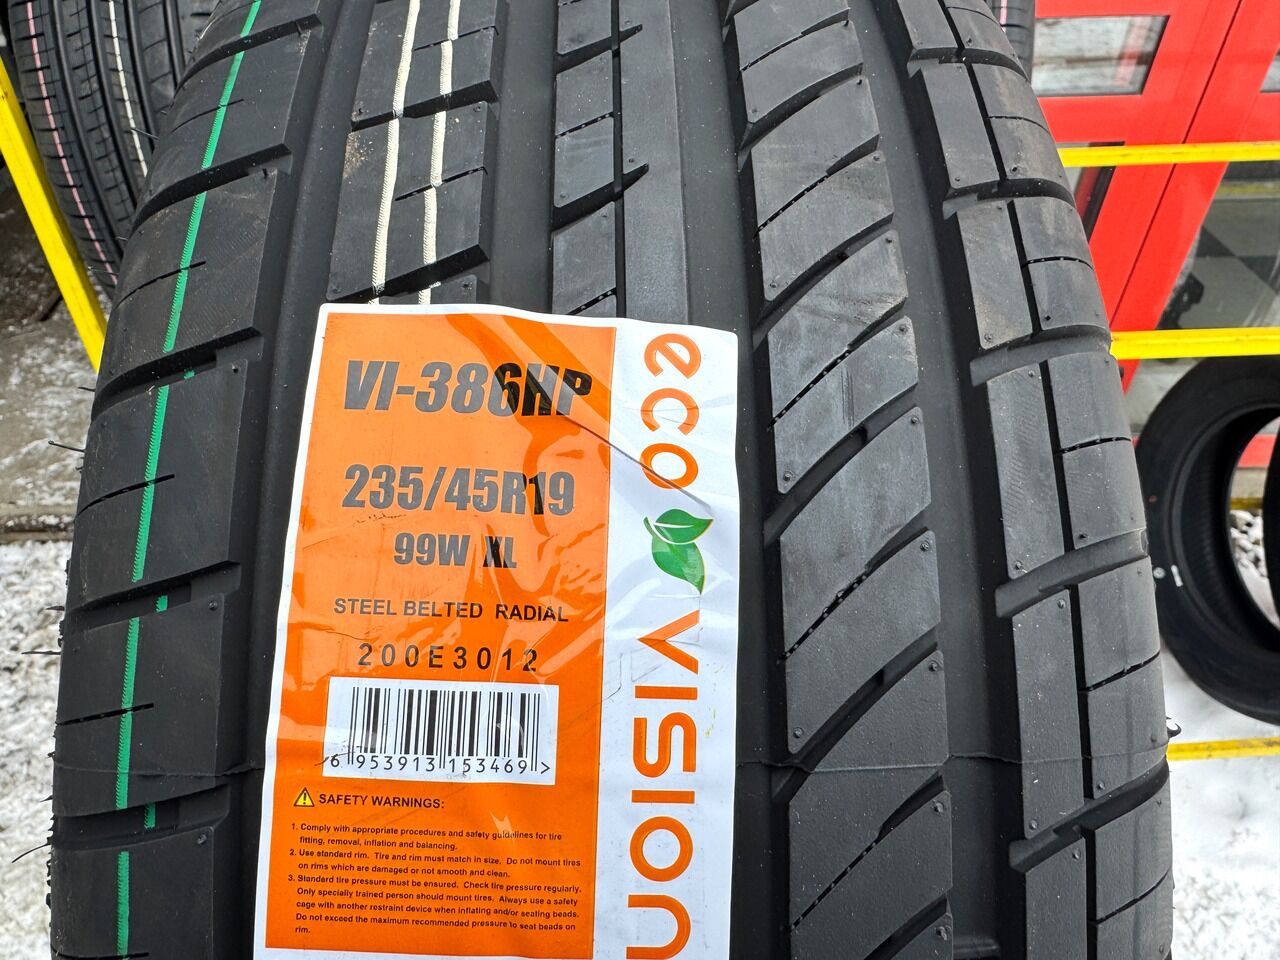 VI-386HP
235/45R19
99W XL
STEEL BELTED RADIAL
200E3012
6 953913 153469 >
SAFETY WARNINGS:
1. Comply with appropriate procedures and safety guidelines for tire
fitting, removal, inflation and balancing.
2. Use standard rim. Tire and rim must match in size. Do not mount tires
on rims which are damaged or not smooth and clean.
3. Standard tire pressure must be ensured. Check tire pressure regularly.
Only specially trained person should mount tires. Always use a safety
cage with another restraint device when inflating and/or seating beads.
Do not exceed the maximum recommended pressure to seat beads on
rim.
eco VISION